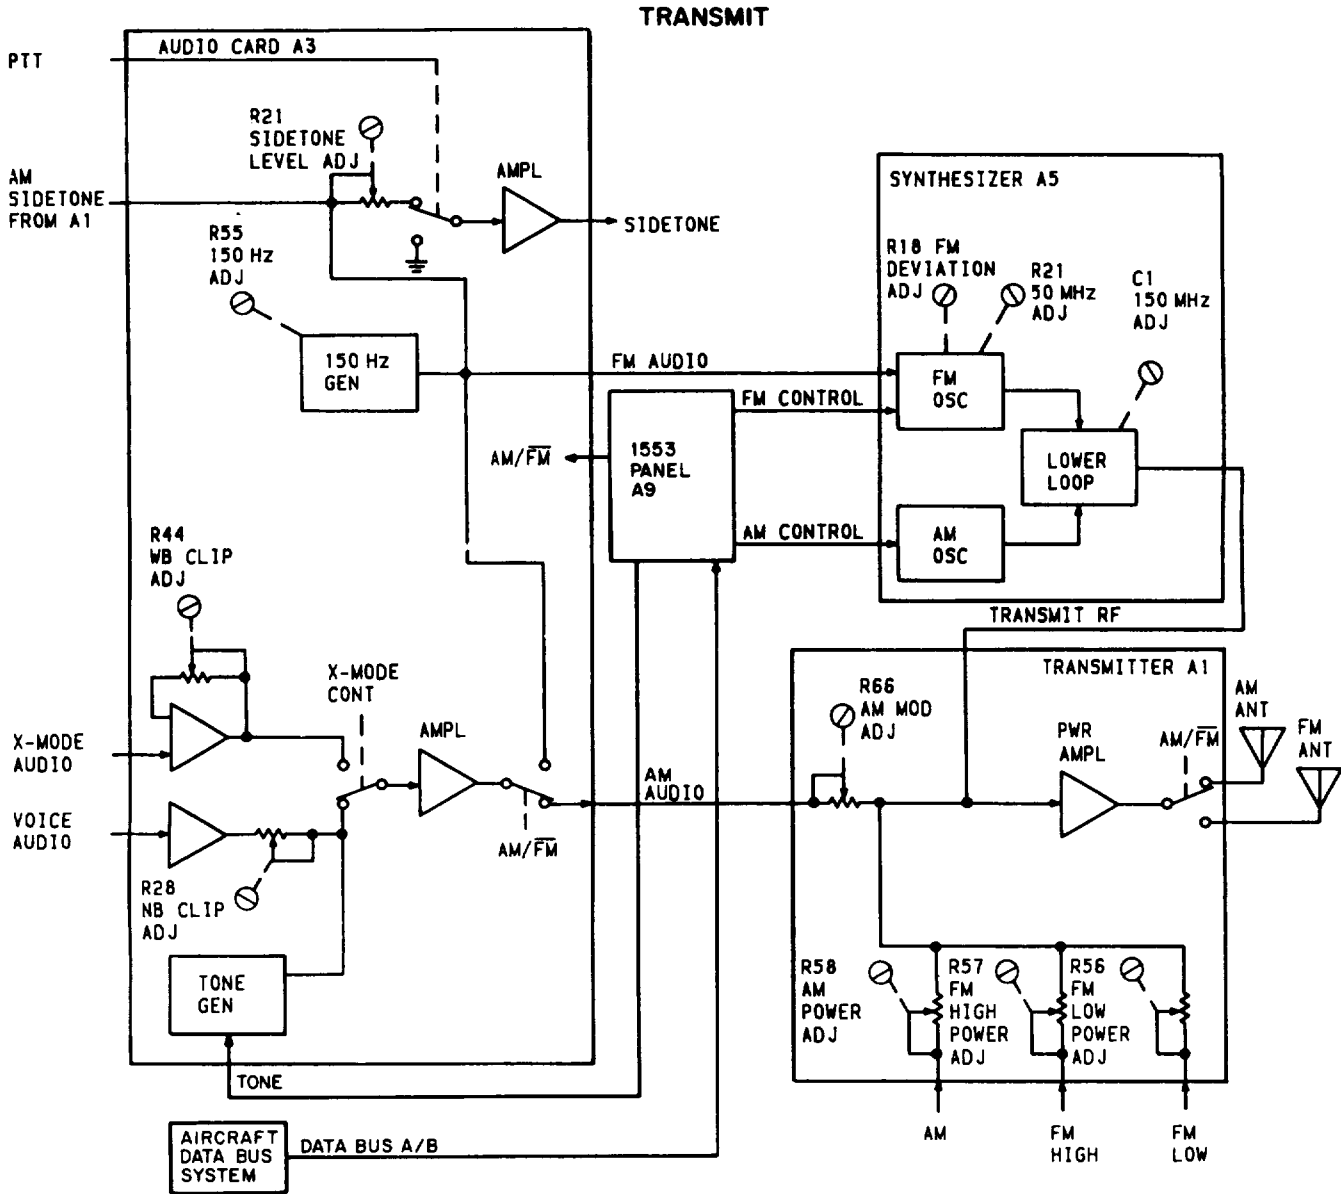 TRANSMIT
AUDIO CARD A3
PTT
R21
SIDETONE
LEVEL ADJ
AMPL
AM
SIDETONE
FROM A1
SIDETONE
R55
150 Hz
ADJ
150 Hz
GEN
FM AUDIO
SYNTHESIZER A5
R18 FM
DEVIATION
ADJ
R21
50 MHz
ADJ
C1
150 MHz
ADJ
FM
OSC
FM CONTROL
1553
PANEL
A9
AM/F̅M̅
LOWER
LOOP
AM CONTROL
AM
OSC
R44
WB CLIP
ADJ
TRANSMIT RF
TRANSMITTER A1
X-MODE
CONT
X-MODE
AUDIO
AMPL
R66
AM MOD
ADJ
PWR
AMPL
AM/F̅M̅
AM
ANT
FM
ANT
AM
AUDIO
VOICE
AUDIO
AM/F̅M̅
R28
NB CLIP
ADJ
TONE
GEN
R58
AM
POWER
ADJ
R57
FM
HIGH
POWER
ADJ
R56
FM
LOW
POWER
ADJ
TONE
AM
FM
HIGH
FM
LOW
AIRCRAFT
DATA BUS
SYSTEM
DATA BUS A/B